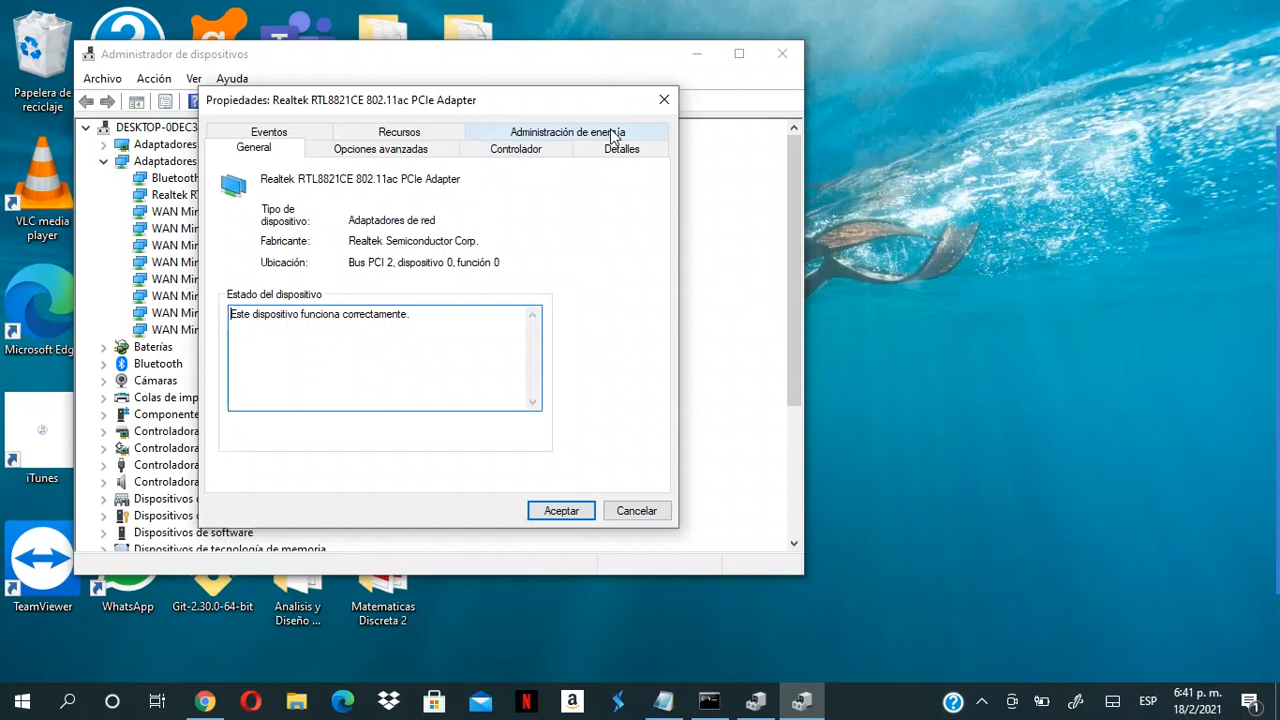 Papelera de
reciclaje
VLC media
player
Microsoft Edg
iTunes
TeamViewer
WhatsApp
Git-2.30.0-64-bit
Analisis y
Diseño ...
Matematicas
Discreta 2
Administrador de dispositivos
Archivo Acción Ver Ayuda
DESKTOP-0DEC3
Adaptadores
Adaptadores
Bluetooth
Realtek RT
WAN Mir
WAN Mir
WAN Mir
WAN Mir
WAN Mir
WAN Mir
WAN Mir
WAN Mir
Baterías
Bluetooth
Cámaras
Colas de imp
Componente
Controladora
Controladora
Controladora
Controladora
Dispositivos
Dispositivos d
Dispositivos de software
Dispositivos de tecnología de memoria
Propiedades: Realtek RTL8821CE 802.11ac PCIe Adapter
Eventos Recursos Administración de energía
General Opciones avanzadas Controlador Detalles
Realtek RTL8821CE 802.11ac PCIe Adapter
Tipo de
dispositivo: Adaptadores de red
Fabricante: Realtek Semiconductor Corp.
Ubicación: Bus PCI 2, dispositivo 0, función 0
Estado del dispositivo
Este dispositivo funciona correctamente.
Aceptar Cancelar
ESP
6:41 p. m.
18/2/2021
1